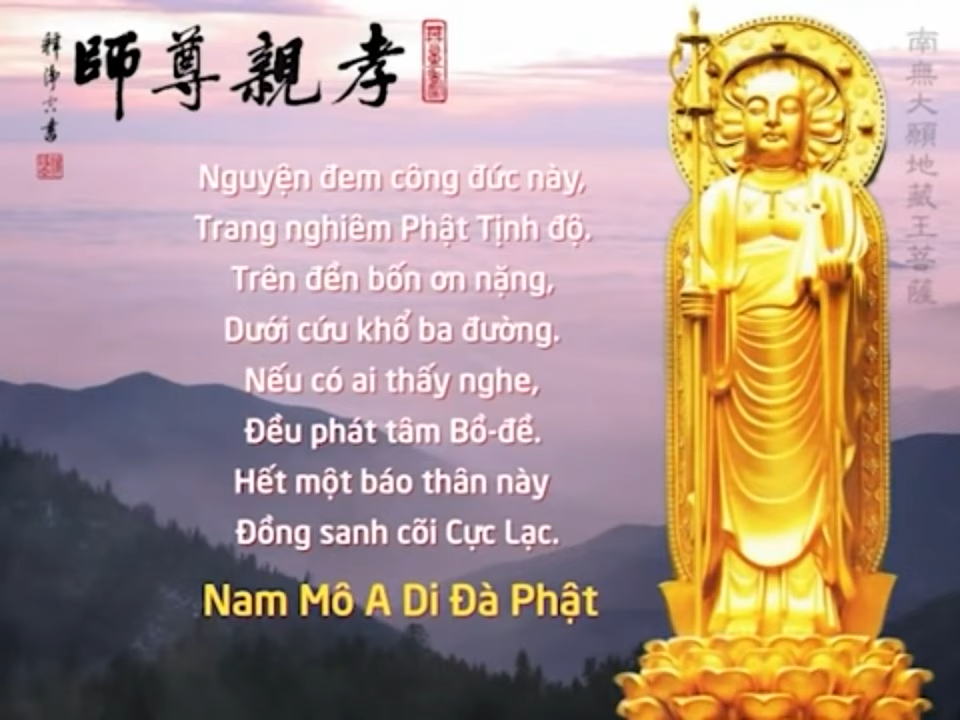 孝親尊師
釋淨空書
Nguyện đem công đức này,
Trang nghiêm Phật Tịnh độ.
Trên đền bốn ơn nặng,
Dưới cứu khổ ba đường.
Nếu có ai thấy nghe,
Đều phát tâm Bồ-đề.
Hết một báo thân này
Đồng sanh cõi Cực Lạc.
Nam Mô A Di Đà Phật
南無大願地藏王菩薩